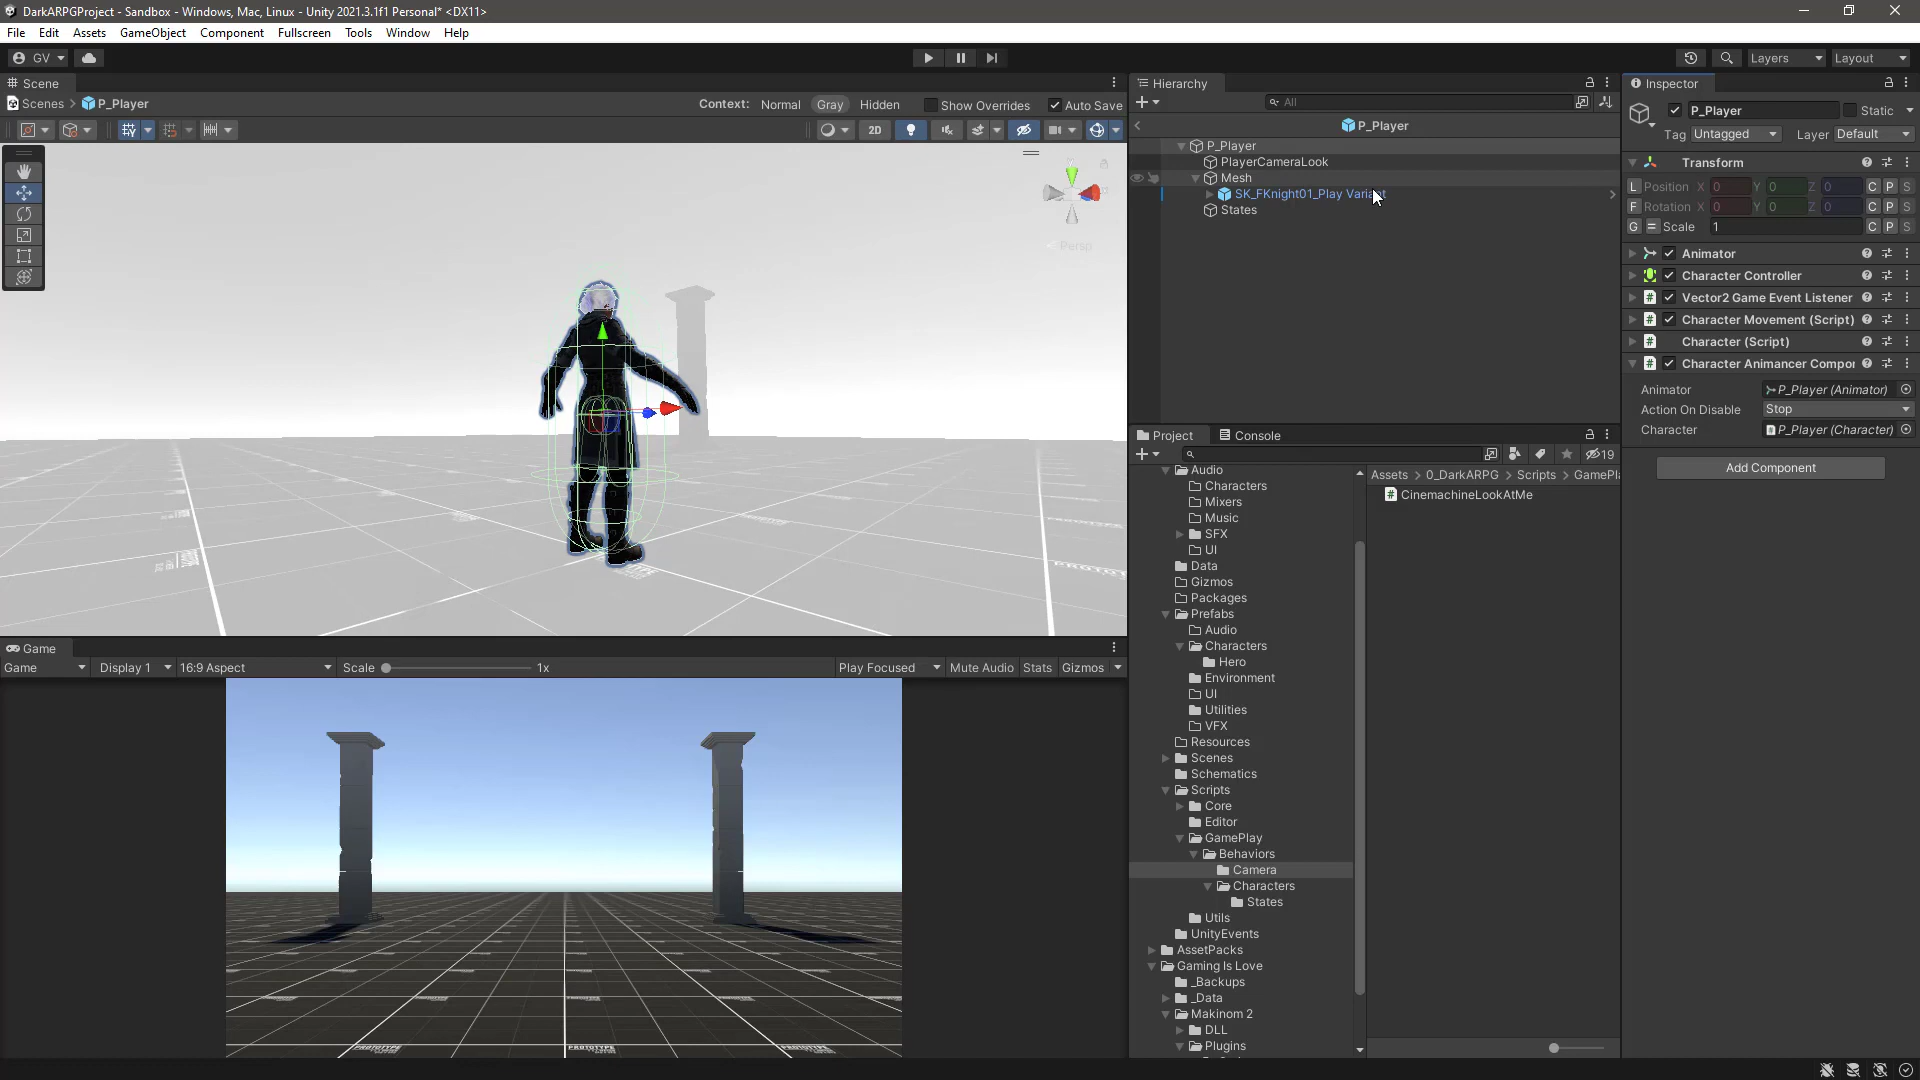 DarkARPGProject - Sandbox - Windows, Mac, Linux - Unity 2021.3.1f1 Personal* <DX11>
File Edit Assets GameObject Component Fullscreen Tools Window Help
GV
Layers Layout
Scene
Scenes > P_Player
Context: Normal Gray Hidden Show Overrides Auto Save
2D
Persp
Game
Game Display 1 16:9 Aspect Scale 1x Play Focused Mute Audio Stats Gizmos
PROTOTYPE PROTOTYPE PROTOTYPE
Hierarchy
All
P_Player
P_Player
PlayerCameraLook
Mesh
SK_FKnight01_Play Variant
States
Project Console
19
Audio
Characters
Mixers
Music
SFX
UI
Data
Gizmos
Packages
Prefabs
Audio
Characters
Hero
Environment
UI
Utilities
VFX
Resources
Scenes
Schematics
Scripts
Core
Editor
GamePlay
Behaviors
Camera
Characters
States
Utils
UnityEvents
AssetPacks
Gaming Is Love
_Backups
_Data
Makinom 2
DLL
Plugins
Assets > 0_DarkARPG > Scripts > GamePla
CinemachineLookAtMe
Inspector
P_Player Static
Tag Untagged Layer Default
Transform
L Position X 0 Y 0 Z 0 C P S
F Rotation X 0 Y 0 Z 0 C P S
G = Scale 1 C P S
Animator
Character Controller
Vector2 Game Event Listener
Character Movement (Script)
Character (Script)
Character Animancer Compor
Animator P_Player (Animator)
Action On Disable Stop
Character P_Player (Character)
Add Component